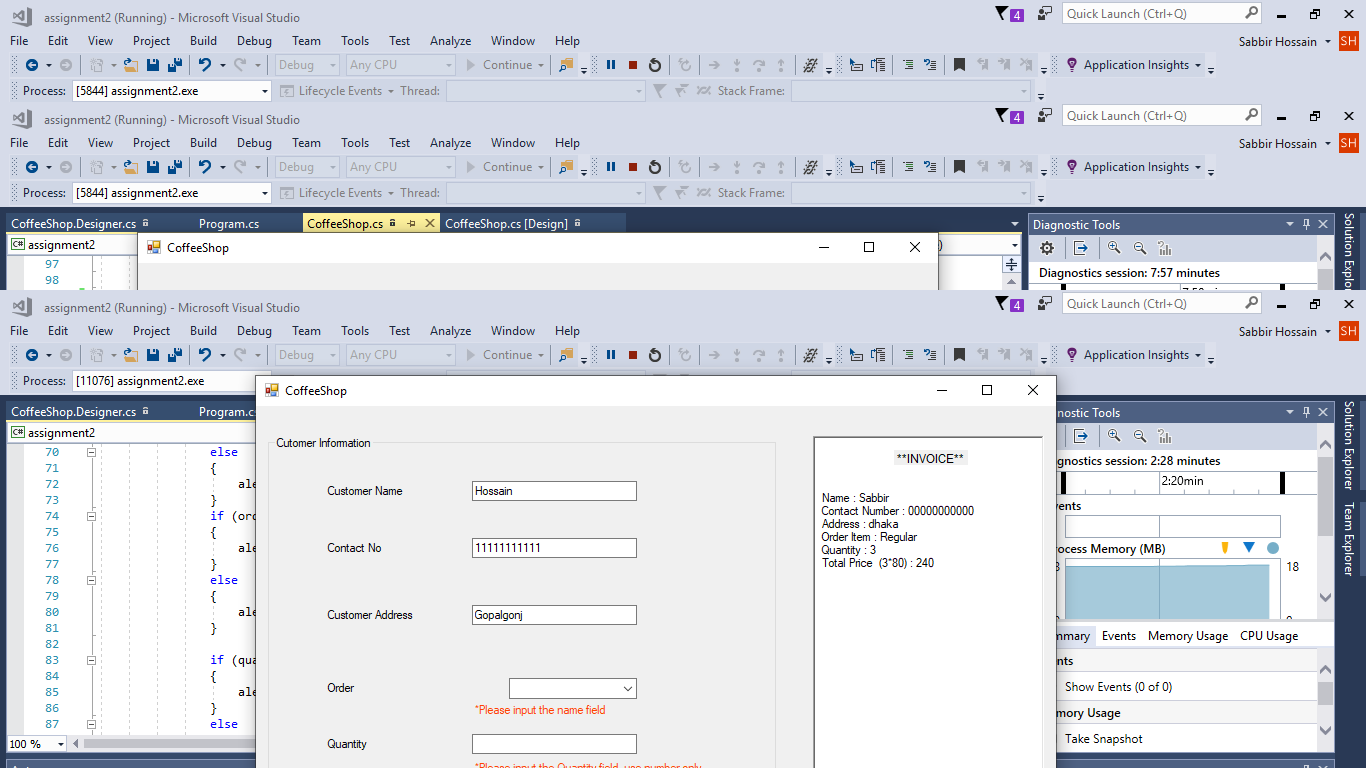 assignment2 (Running) - Microsoft Visual Studio
4
Quick Launch (Ctrl+Q)
File Edit View Project Build Debug Team Tools Test Analyze Window Help
Sabbir Hossain SH
Debug Any CPU Continue Application Insights
Process: [5844] assignment2.exe Lifecycle Events Thread: Stack Frame:
assignment2 (Running) - Microsoft Visual Studio
4
Quick Launch (Ctrl+Q)
File Edit View Project Build Debug Team Tools Test Analyze Window Help
Sabbir Hossain SH
Debug Any CPU Continue Application Insights
Process: [5844] assignment2.exe Lifecycle Events Thread: Stack Frame:
CoffeeShop.Designer.cs Program.cs CoffeeShop.cs CoffeeShop.cs [Design]
Diagnostic Tools
C# assignment2
CoffeeShop
97
98
Diagnostics session: 7:57 minutes
assignment2 (Running) - Microsoft Visual Studio
4
Quick Launch (Ctrl+Q)
File Edit View Project Build Debug Team Tools Test Analyze Window Help
Sabbir Hossain SH
Debug Any CPU Continue Application Insights
Process: [11076] assignment2.exe
CoffeeShop.Designer.cs Program.cs
C# assignment2
70 else
71 {
72 ale
73 }
74 if (ord
75 {
76 ale
77 }
78 else
79 {
80 ale
81 }
82
83 if (qua
84 {
85 ale
86 }
87 else
100 %
CoffeeShop
Cutomer Information
Customer Name Hossain
Contact No 11111111111
Customer Address Gopalgonj
Order
*Please input the name field
Quantity
*Please input the Quantity field, use number only
**INVOICE**
Name : Sabbir
Contact Number : 00000000000
Address : dhaka
Order Item : Regular
Quantity : 3
Total Price (3*80) : 240
nostic Tools
gnostics session: 2:28 minutes
2:20min
ents
rocess Memory (MB)
18
mmary Events Memory Usage CPU Usage
nts
Show Events (0 of 0)
mory Usage
Take Snapshot
Solution Explor
Solution Explorer
Team Explorer